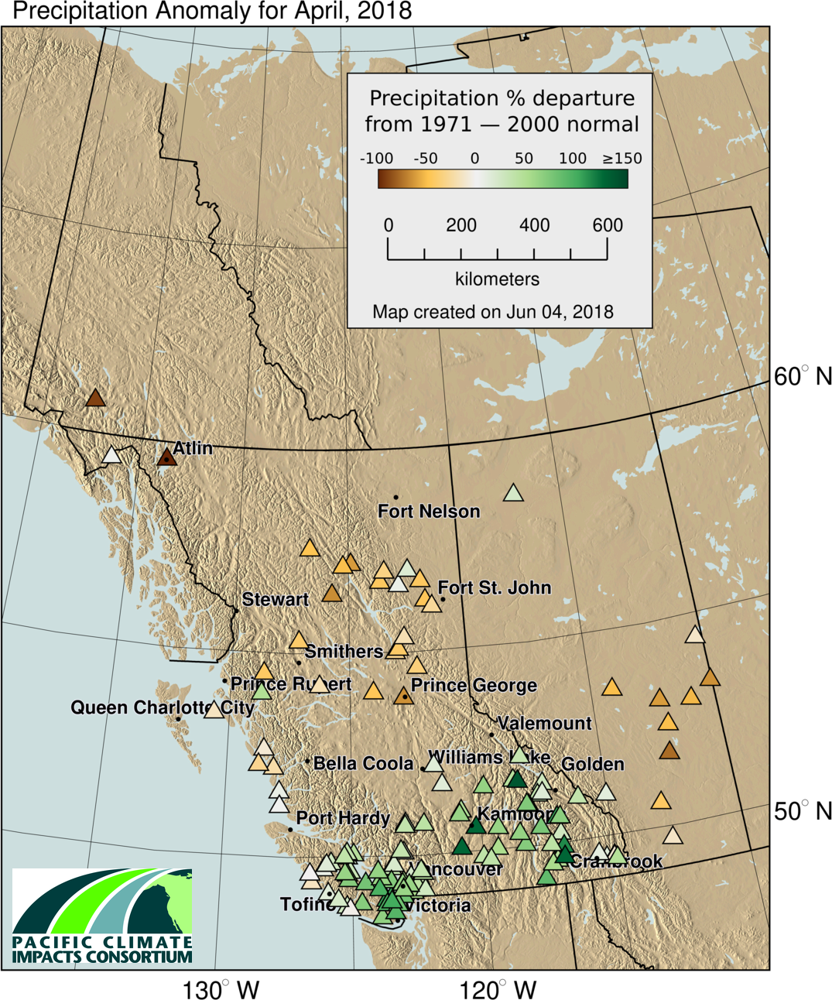 Precipitation Anomaly for April, 2018
Precipitation % departure
from 1971 — 2000 normal
-100 -50 0 50 100 ≥150
0 200 400 600
kilometers
Map created on Jun 04, 2018
60° N
Atlin
Fort Nelson
Fort St. John
Stewart
Smithers
Prince Rupert
Prince George
Queen Charlotte City
Valemount
Williams Lake
Bella Coola
Golden
50° N
Kamloops
Port Hardy
Cranbrook
ncouver
Tofino
Victoria
PACIFIC CLIMATE
IMPACTS CONSORTIUM
130° W 120° W